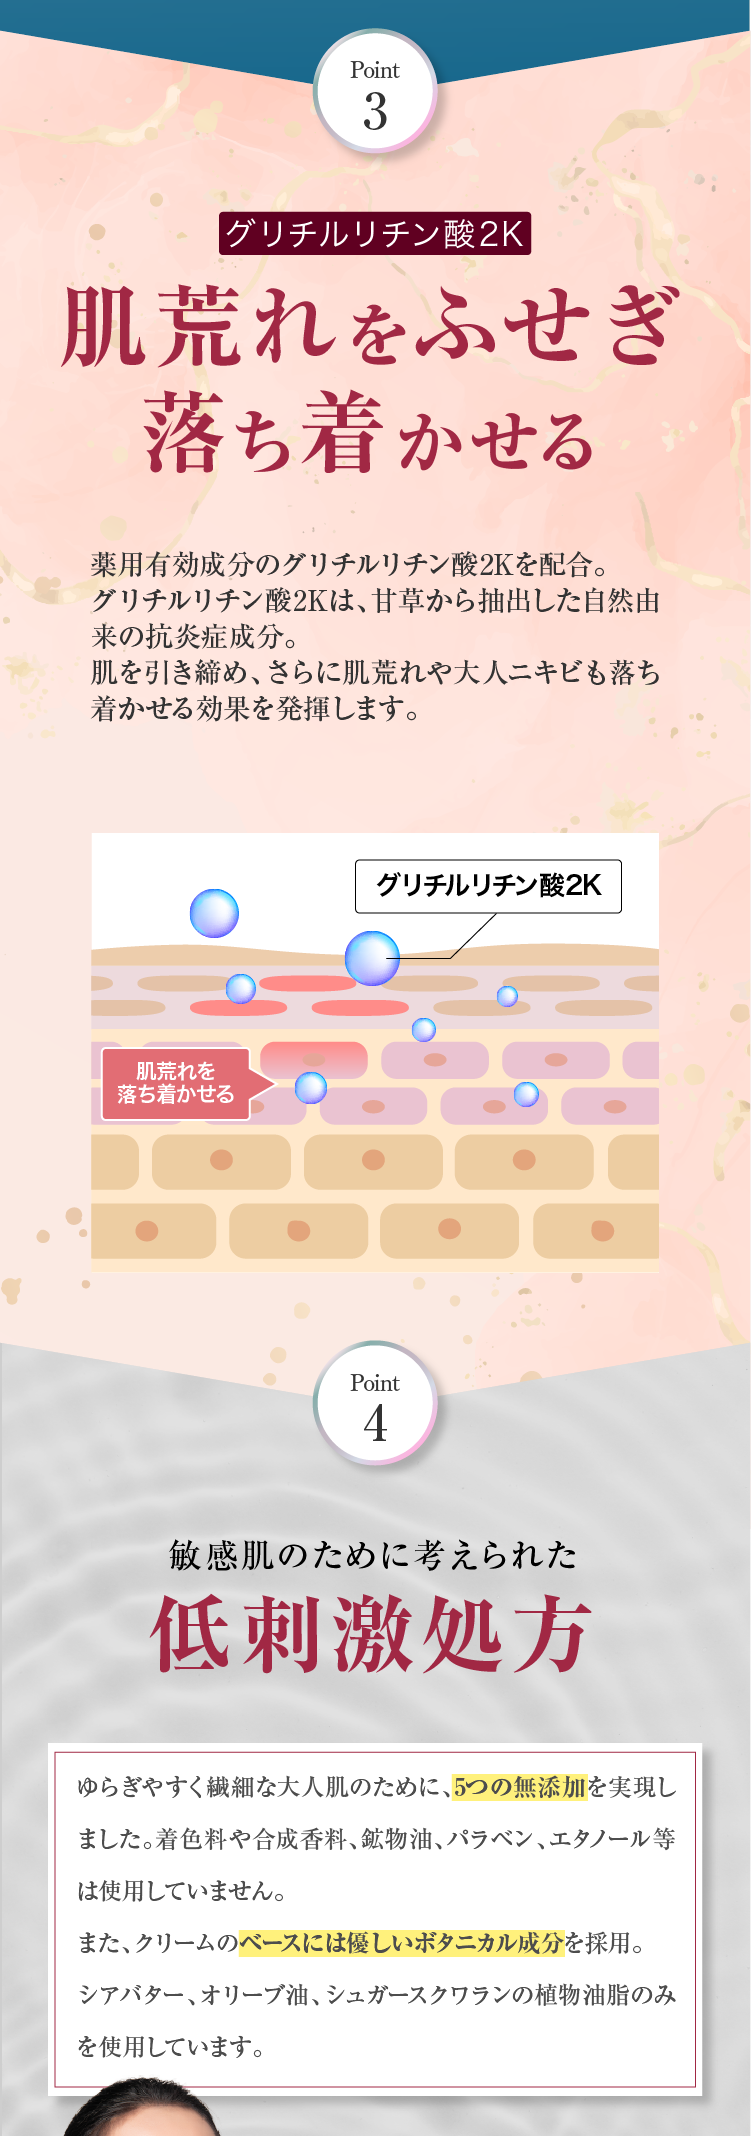 Point
3
グリチルリチン酸2K
肌荒れをふせぎ
落ち着かせる
薬用有効成分のグリチルリチン酸2Kを配合。
グリチルリチン酸2Kは、甘草から抽出した自然由
来の抗炎症成分。
肌を引き締め、さらに肌荒れや大人ニキビも落ち
着かせる効果を発揮します。
グリチルリチン酸2K
肌荒れを
落ち着かせる
Point
4
敏感肌のために考えられた
低刺激処方
ゆらぎやすく繊細な大人肌のために、5つの無添加を実現し
ました。着色料や合成香料、鉱物油、パラベン、エタノール等
は使用していません。
また、クリームのベースには優しいボタニカル成分を採用。
シアバター、オリーブ油、シュガースクワランの植物油脂のみ
を使用しています。